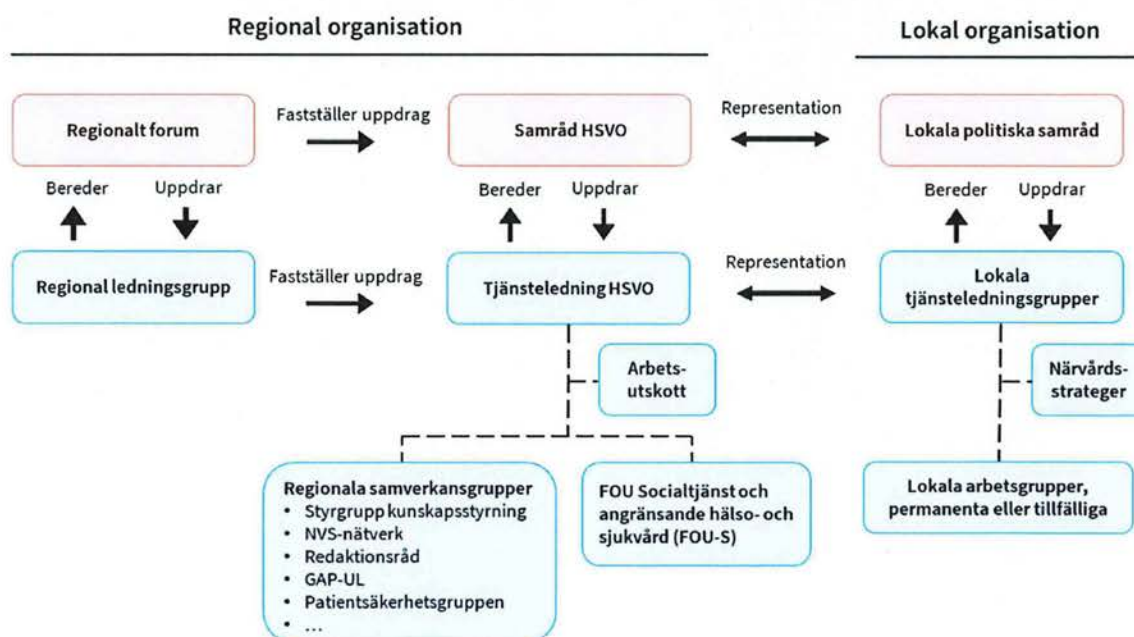 Regional organisation
Lokal organisation
Regionalt forum
Fastställer uppdrag
Samråd HSVO
Representation
Lokala politiska samråd
Bereder
Uppdrar
Bereder
Uppdrar
Bereder
Uppdrar
Regional ledningsgrupp
Fastställer uppdrag
Tjänsteledning HSVO
Representation
Lokala
tjänsteledningsgrupper
Arbets-
utskott
Närvårds-
strateger
Regionala samverkansgrupper
• Styrgrupp kunskapsstyrning
• NVS-nätverk
• Redaktionsråd
• GAP-UL
• Patientsäkerhetsgruppen
• ...
FOU Socialtjänst och
angränsande hälso- och
sjukvård (FOU-S)
Lokala arbetsgrupper,
permanenta eller tillfälliga